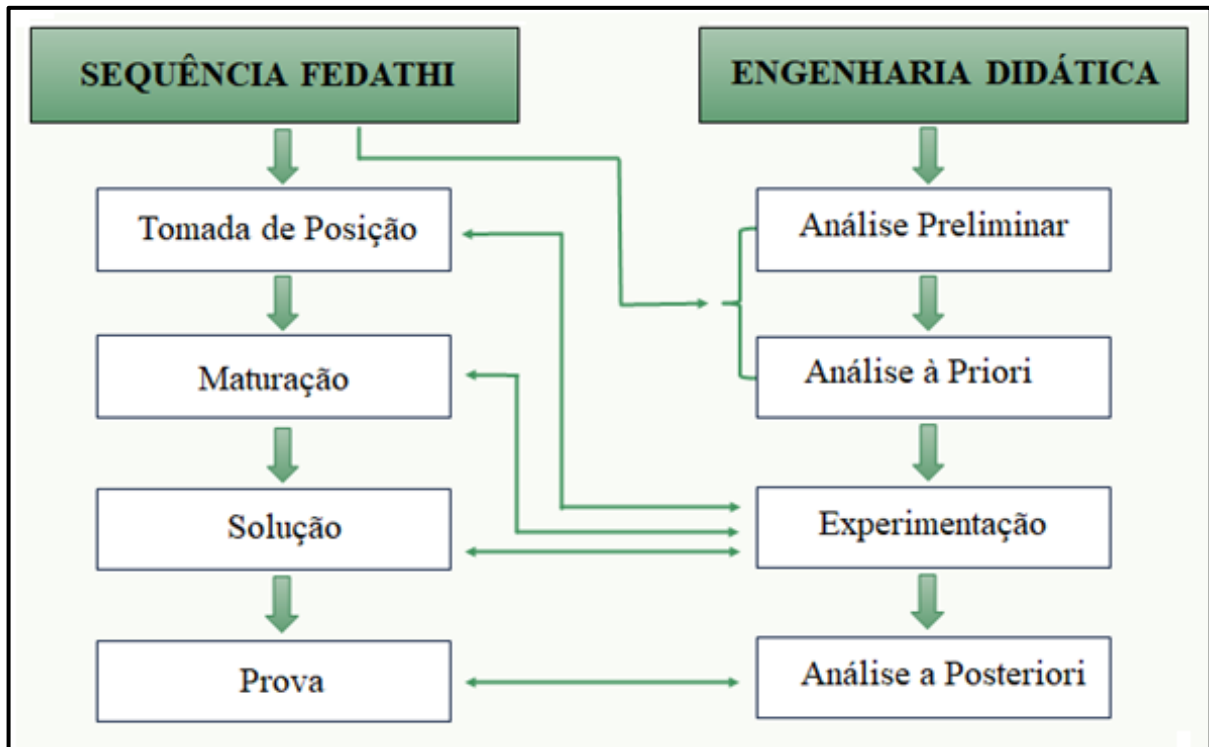 SEQUÊNCIA FEDATHI
Tomada de Posição
Maturação
Solução
Prova
ENGENHARIA DIDÁTICA
Análise Preliminar
Análise à Priori
Experimentação
Análise a Posteriori